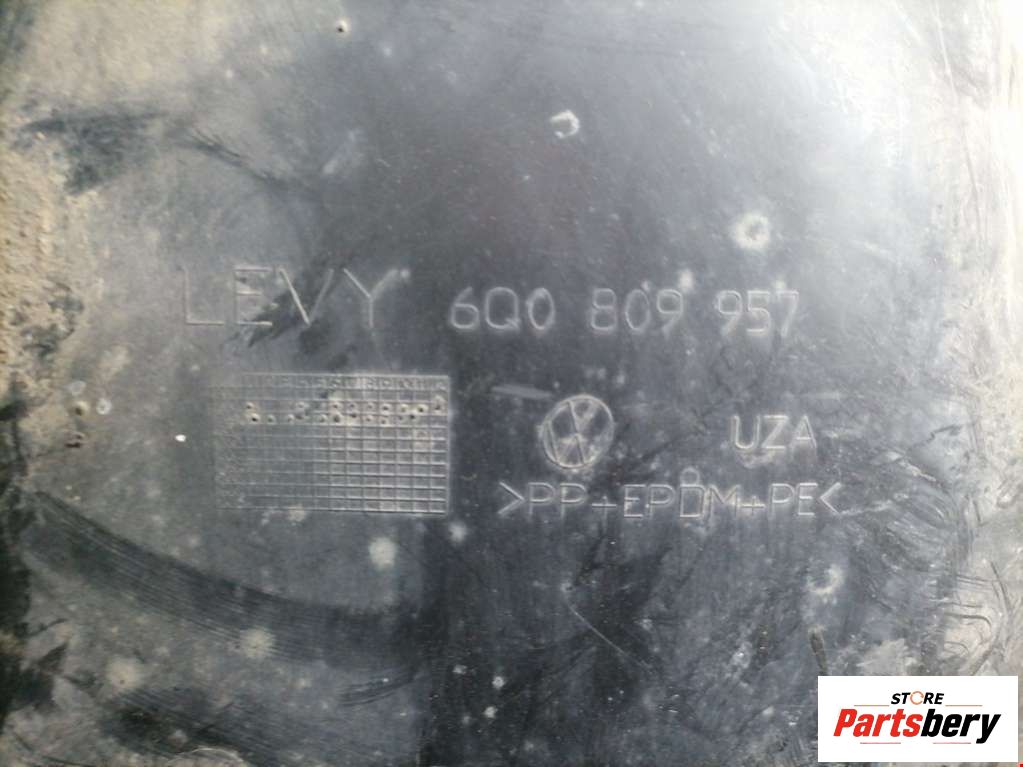 LEVY 6Q0 809 957
UZA
>PP+EPDM+PE<
STORE
Partsbery